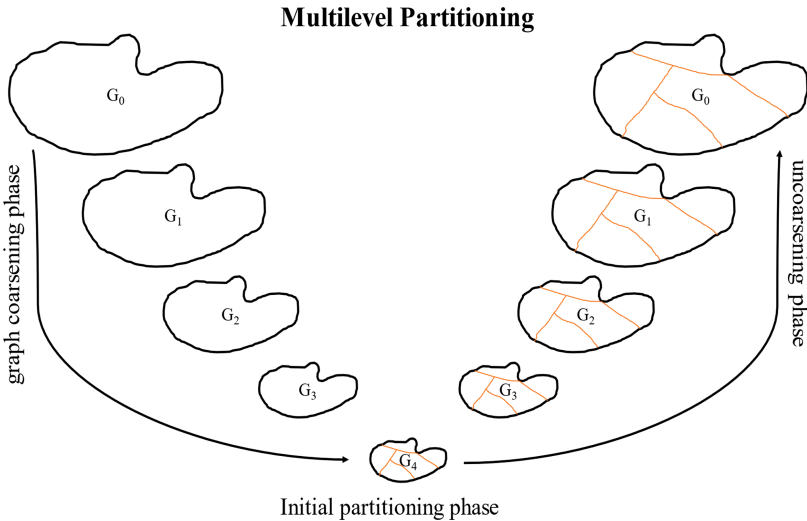 Multilevel Partitioning
G0
G0
graph coarsening phase
uncoarsening phase
G1
G1
G2
G2
G3
G3
G4
Initial partitioning phase